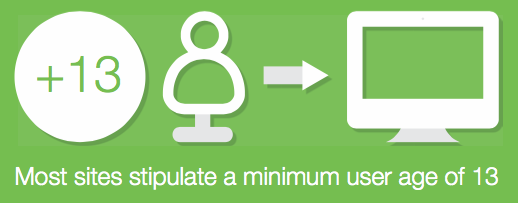 +13
Most sites stipulate a minimum user age of 13